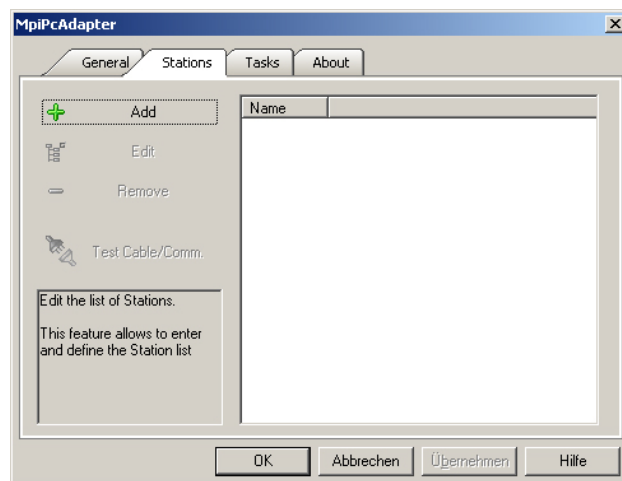 MpiPcAdapter
General Stations Tasks About
Add
Edit
Remove
Test Cable/Comm.
Name
Edit the list of Stations.
This feature allows to enter
and define the Station list
OK Abbrechen Übernehmen Hilfe